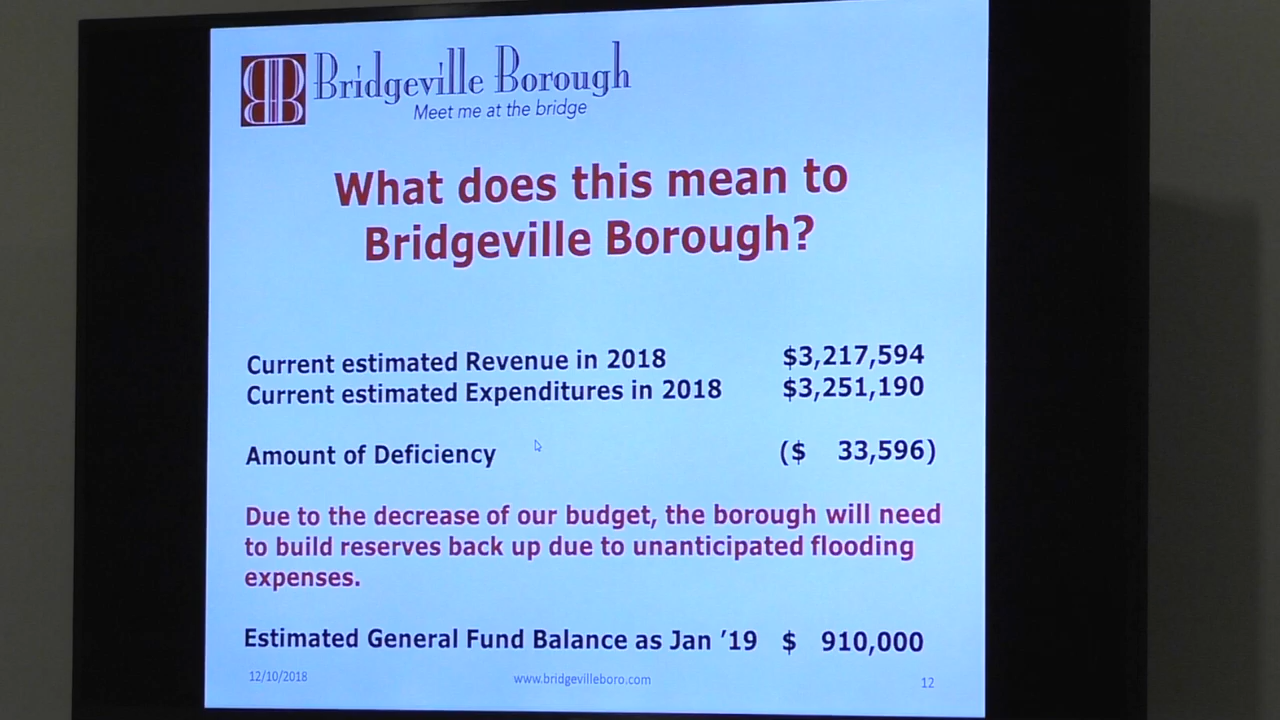 Bridgeville Borough
Meet me at the bridge
What does this mean to
Bridgeville Borough?
Current estimated Revenue in 2018 $3,217,594
Current estimated Expenditures in 2018 $3,251,190
Amount of Deficiency ($ 33,596)
Due to the decrease of our budget, the borough will need
to build reserves back up due to unanticipated flooding
expenses.
Estimated General Fund Balance as Jan ’19 $ 910,000
12/10/2018 www.bridgevilleboro.com 12